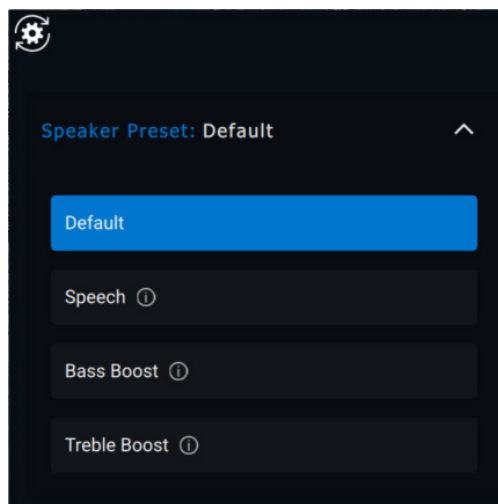 Speaker Preset: Default
Default
Speech
Bass Boost
Treble Boost